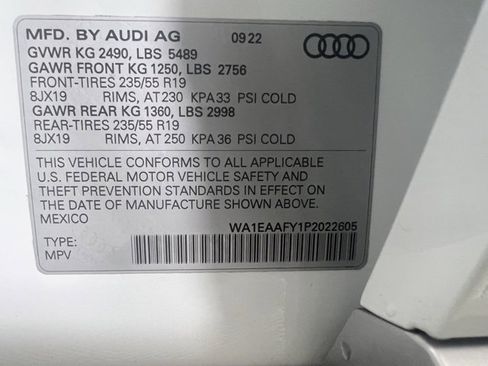 MFD. BY AUDI AG 09 22
GVWR KG 2490, LBS 5489
GAWR FRONT KG 1250, LBS 2756
FRONT-TIRES 235/55 R19
8JX19 RIMS, AT 230 KPA 33 PSI COLD
GAWR REAR KG 1360, LBS 2998
REAR-TIRES 235/55 R19
8JX19 RIMS, AT 250 KPA 36 PSI COLD
THIS VEHICLE CONFORMS TO ALL APPLICABLE
U.S. FEDERAL MOTOR VEHICLE SAFETY AND
THEFT PREVENTION STANDARDS IN EFFECT ON
THE DATE OF MANUFACTURE SHOWN ABOVE.
MEXICO
WA1EAAFY1P2022605
TYPE:
MPV